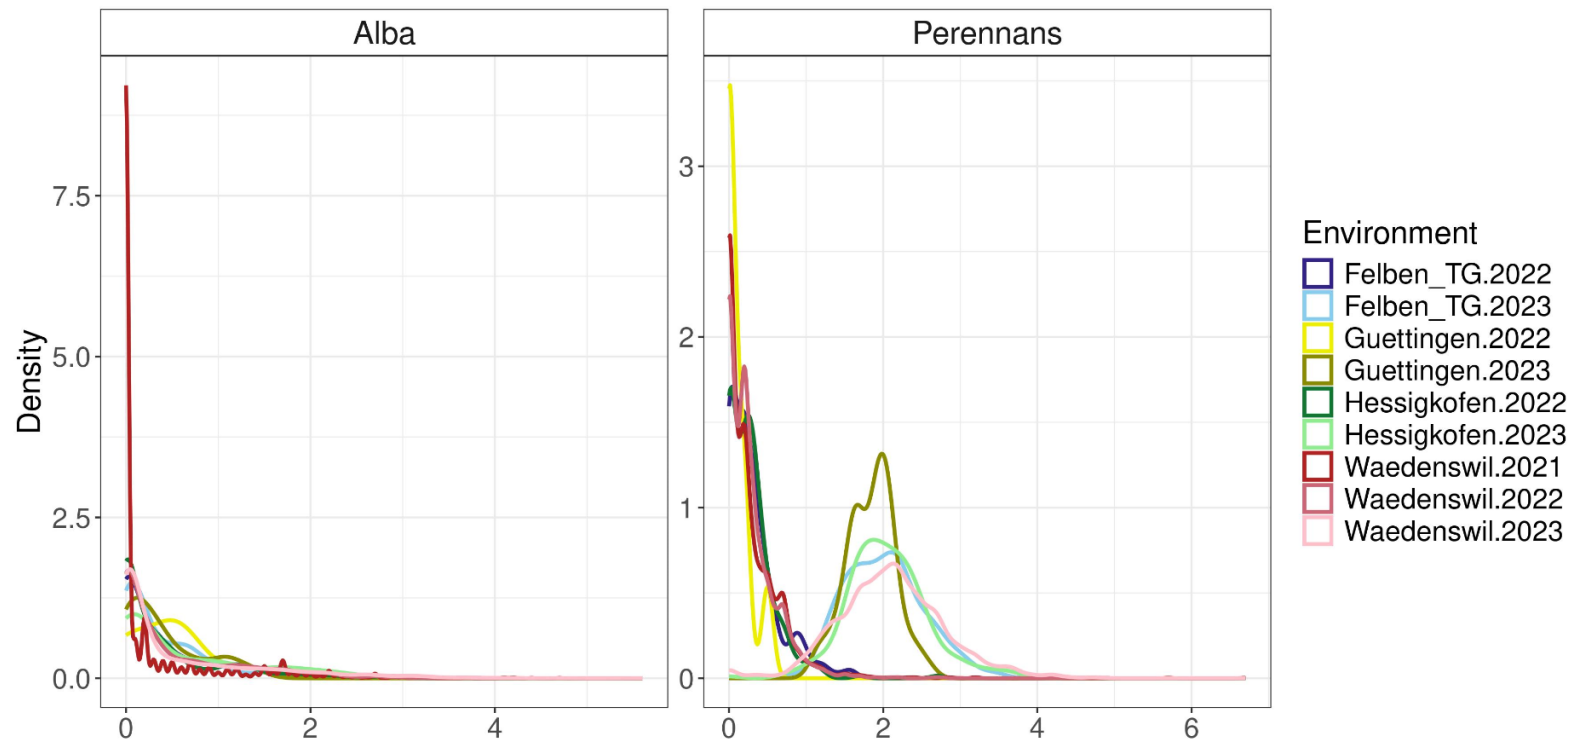 Alba
Perennans
Density
7.5
5.0
2.5
0.0
0
2
4
3
2
1
0
0
2
4
6
Environment
Felben_TG.2022
Felben_TG.2023
Guettingen.2022
Guettingen.2023
Hessigkofen.2022
Hessigkofen.2023
Waedenswil.2021
Waedenswil.2022
Waedenswil.2023